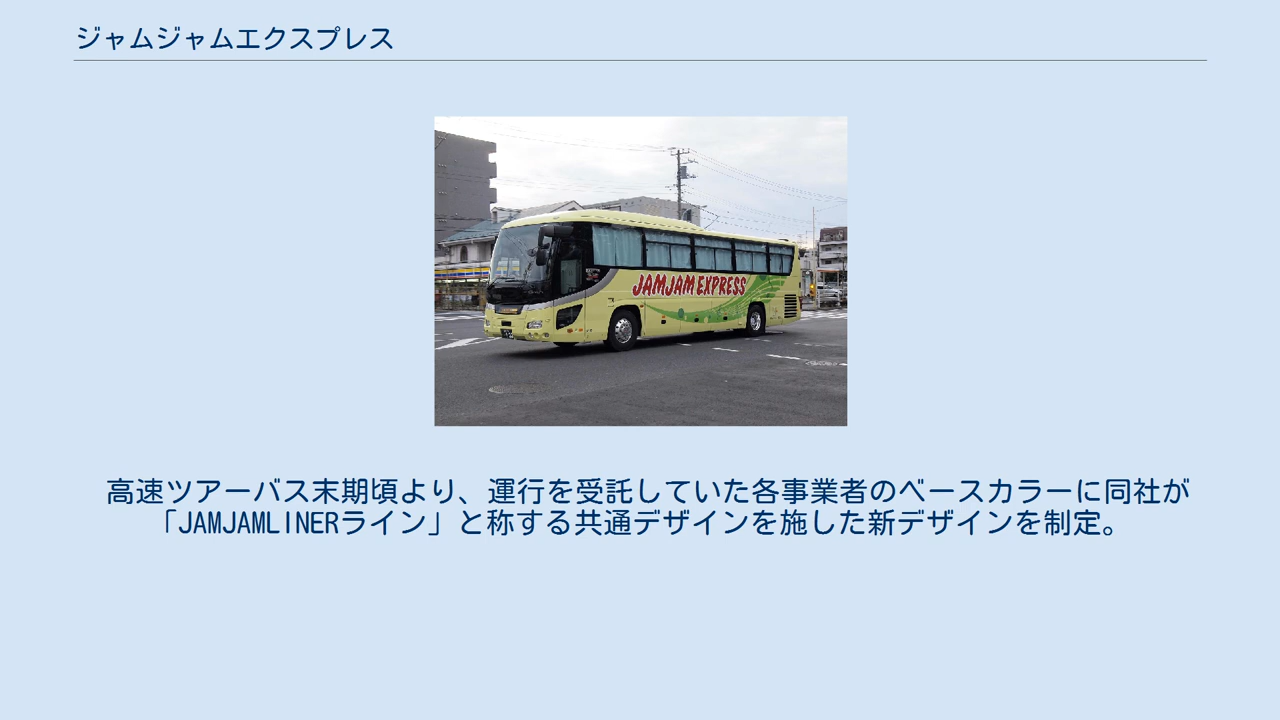 ジャムジャムエクスプレス
JAMJAM EXPRESS
高速ツアーバス末期頃より、運行を受託していた各事業者のベースカラーに同社が
「JAMJAMLINERライン」と称する共通デザインを施した新デザインを制定。